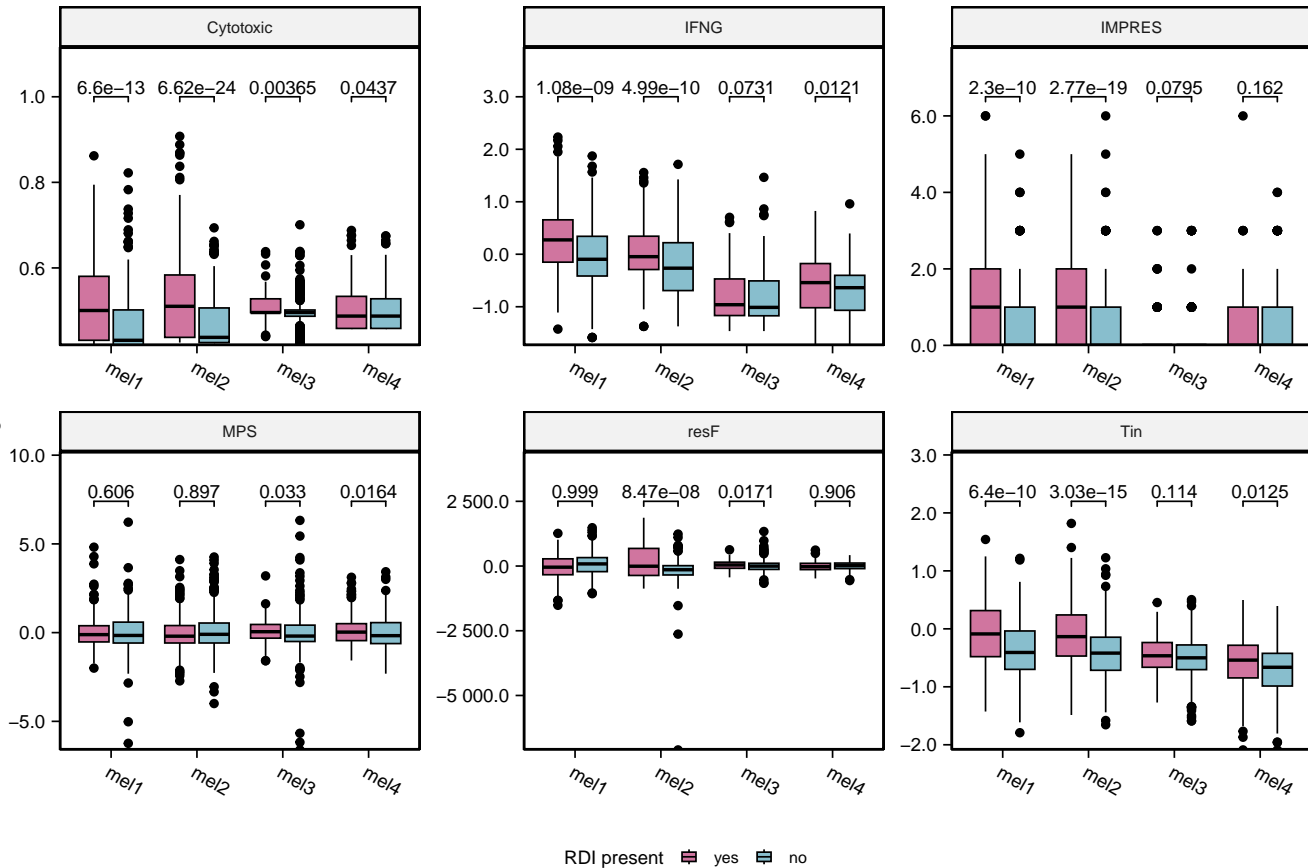 Cytotoxic
IFNG
IMPRES
6.6e−13 6.62e−24 0.00365 0.0437
1.08e−09 4.99e−10 0.0731 0.0121
2.3e−10 2.77e−19 0.0795 0.162
1.0
0.8
0.6
3.0
2.0
1.0
0.0
−1.0
6.0
4.0
2.0
0.0
mel1 mel2 mel3 mel4
mel1 mel2 mel3 mel4
mel1 mel2 mel3 mel4
MPS
resF
Tin
0.606 0.897 0.033 0.0164
0.999 8.47e−08 0.0171 0.906
6.4e−10 3.03e−15 0.114 0.0125
10.0
5.0
0.0
−5.0
2 500.0
0.0
−2 500.0
−5 000.0
3.0
2.0
1.0
0.0
−1.0
−2.0
mel1 mel2 mel3 mel4
mel1 mel2 mel3 mel4
mel1 mel2 mel3 mel4
RDI present yes no